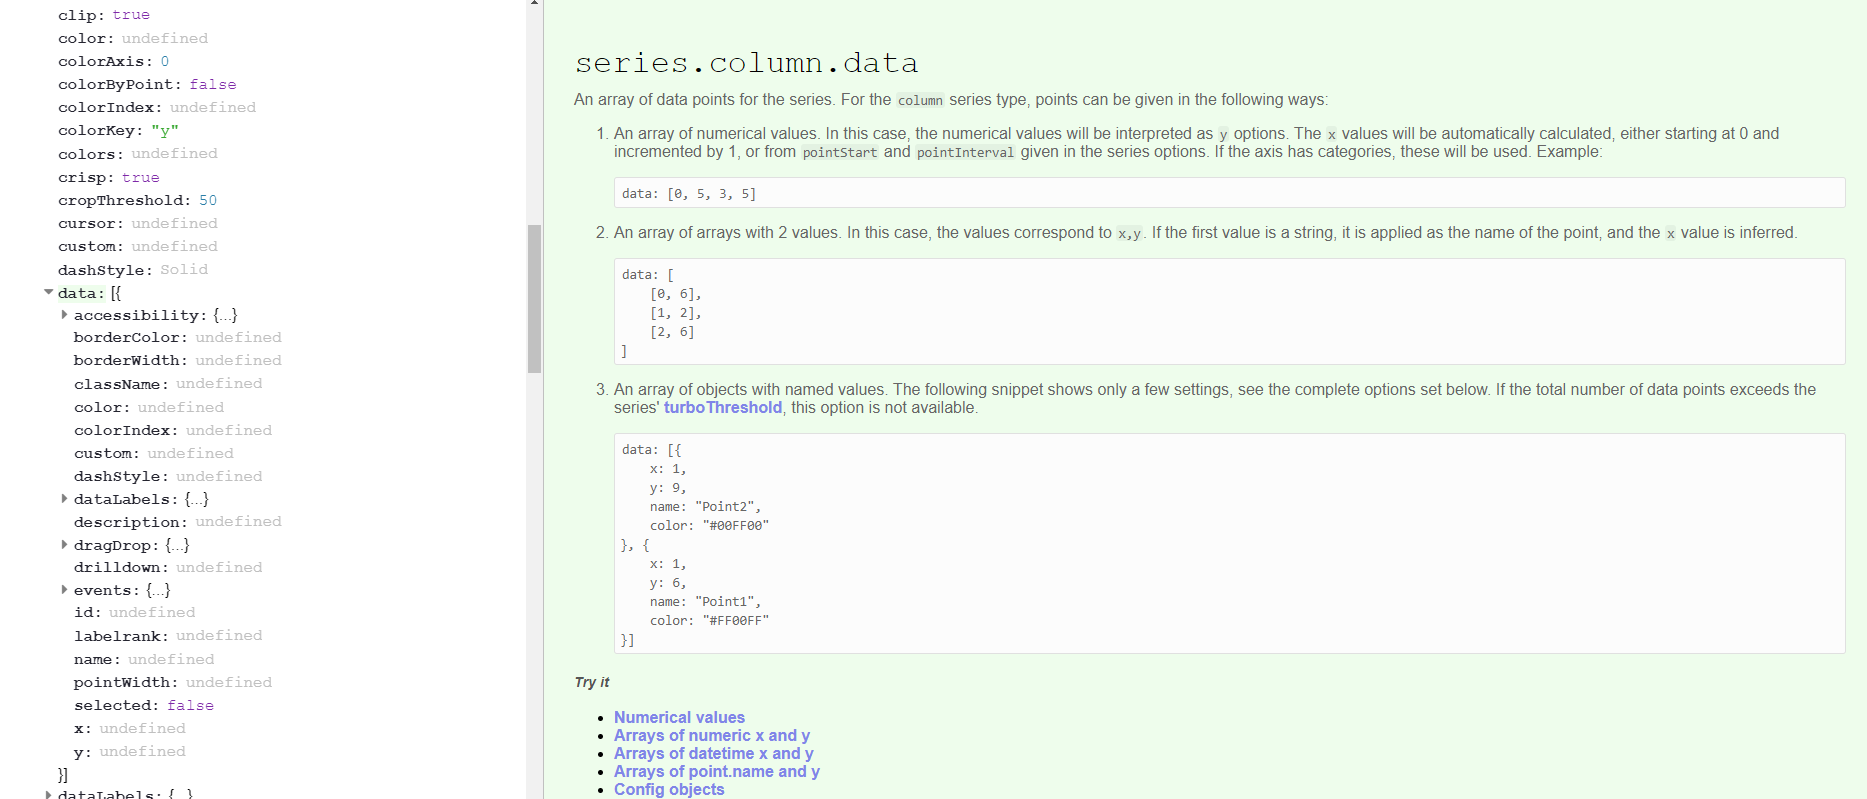 clip: true
color: undefined
colorAxis: 0
colorByPoint: false
colorIndex: undefined
colorKey: "y"
colors: undefined
crisp: true
cropThreshold: 50
cursor: undefined
custom: undefined
dashStyle: Solid
data: [{
accessibility: {...}
borderColor: undefined
borderWidth: undefined
className: undefined
color: undefined
colorIndex: undefined
custom: undefined
dashStyle: undefined
dataLabels: {...}
description: undefined
dragDrop: {...}
drilldown: undefined
events: {...}
id: undefined
labelrank: undefined
name: undefined
pointWidth: undefined
selected: false
x: undefined
y: undefined
}]
dataLabels: {...}
series.column.data
An array of data points for the series. For the column series type, points can be given in the following ways:
1. An array of numerical values. In this case, the numerical values will be interpreted as y options. The x values will be automatically calculated, either starting at 0 and
incremented by 1, or from pointStart and pointInterval given in the series options. If the axis has categories, these will be used. Example:
data: [0, 5, 3, 5]
2. An array of arrays with 2 values. In this case, the values correspond to x,y. If the first value is a string, it is applied as the name of the point, and the x value is inferred.
data: [
[0, 6],
[1, 2],
[2, 6]
]
3. An array of objects with named values. The following snippet shows only a few settings, see the complete options set below. If the total number of data points exceeds the
series' turboThreshold, this option is not available.
data: [{
x: 1,
y: 9,
name: "Point2",
color: "#00FF00"
}, {
x: 1,
y: 6,
name: "Point1",
color: "#FF00FF"
}]
Try it
• Numerical values
• Arrays of numeric x and y
• Arrays of datetime x and y
• Arrays of point.name and y
• Config objects